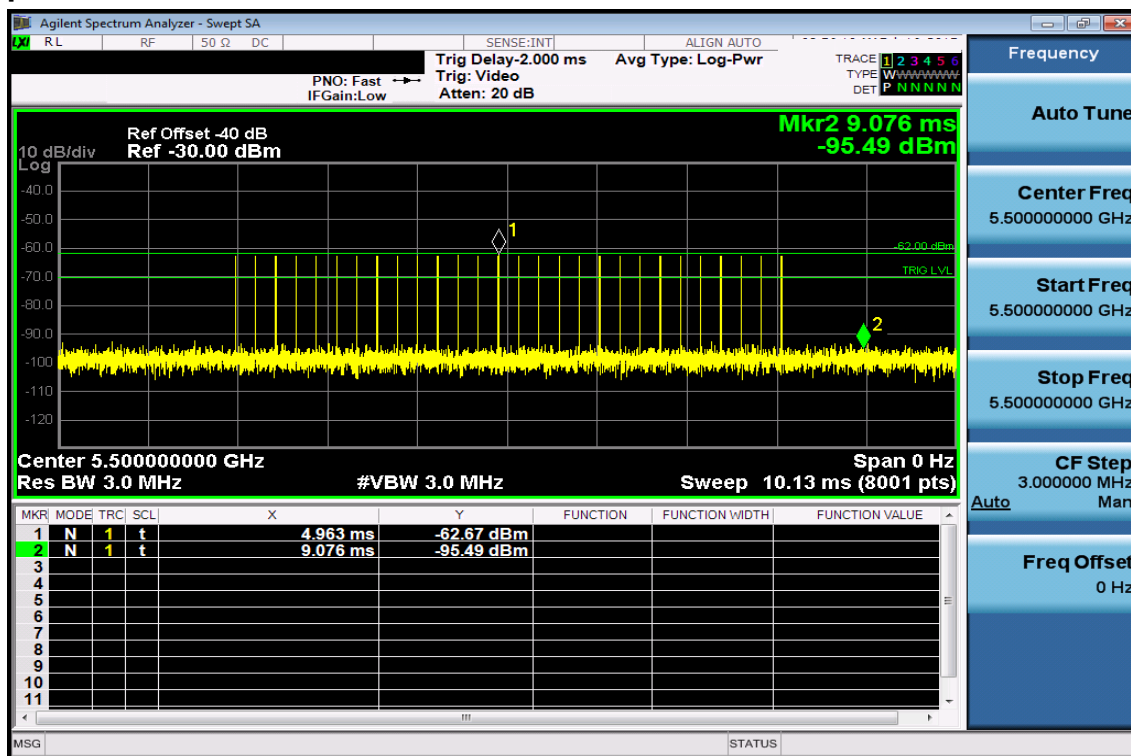 Agilent Spectrum Analyzer - Swept SA
LXI RL RF 50 Ω DC SENSE:INT ALIGN AUTO
PNO: Fast
IFGain:Low
Trig Delay-2.000 ms
Trig: Video
Atten: 20 dB
Avg Type: Log-Pwr
TRACE 1 2 3 4 5 6
TYPE WWWWWWW
DET P N N N N N
Mkr2 9.076 ms
-95.49 dBm
Ref Offset -40 dB
10 dB/div Ref -30.00 dBm
Log
-40.0
-50.0
1
-60.0
-62.00 dBm
-70.0
TRIG LVL
-80.0
-90.0
2
-100
-110
-120
Center 5.500000000 GHz Span 0 Hz
Res BW 3.0 MHz #VBW 3.0 MHz Sweep 10.13 ms (8001 pts)
MKR MODE TRC SCL X Y FUNCTION FUNCTION WIDTH FUNCTION VALUE
1 N 1 t 4.963 ms -62.67 dBm
2 N 1 t 9.076 ms -95.49 dBm
3
4
5
6
7
8
9
10
11
MSG STATUS
Frequency
Auto Tune
Center Freq
5.500000000 GHz
Start Freq
5.500000000 GHz
Stop Freq
5.500000000 GHz
CF Step
3.000000 MHz
Auto Man
Freq Offset
0 Hz